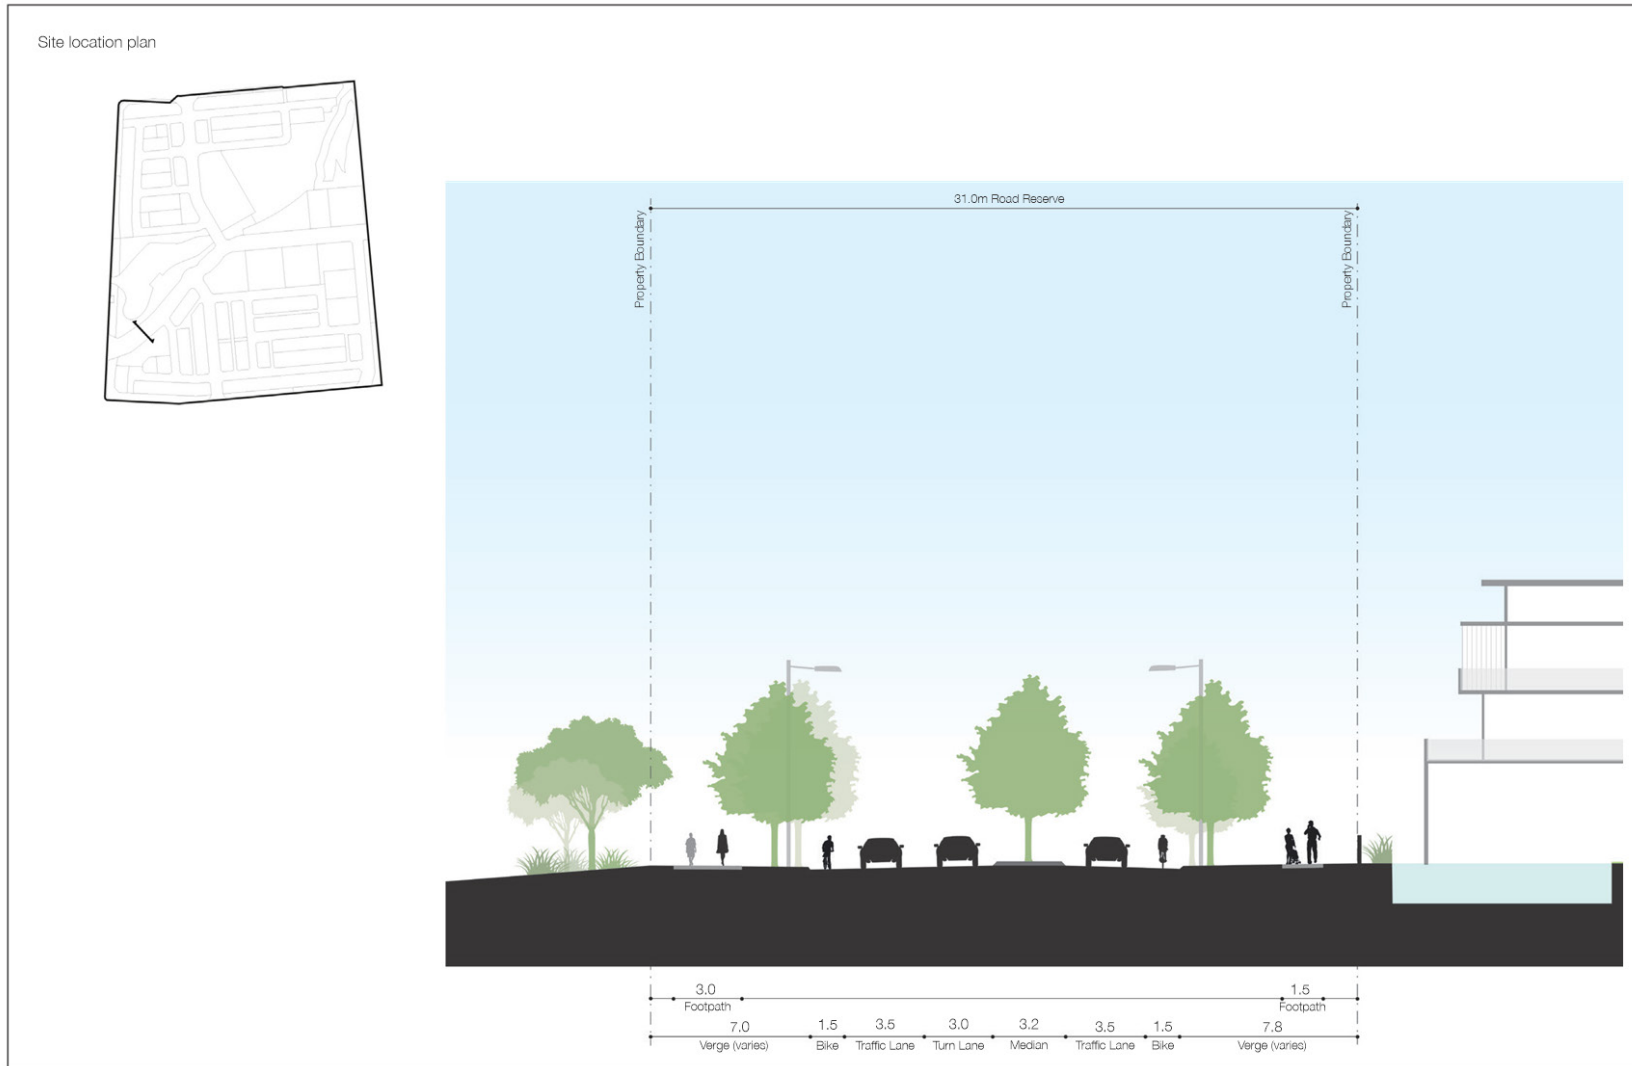 Site location plan
31.0m Road Reserve
Property Boundary
Property Boundary
3.0
Footpath
1.5
Footpath
7.0
1.5
3.5
3.0
3.2
3.5
1.5
7.8
Verge (varies)
Bike
Traffic Lane
Turn Lane
Median
Traffic Lane
Bike
Verge (varies)